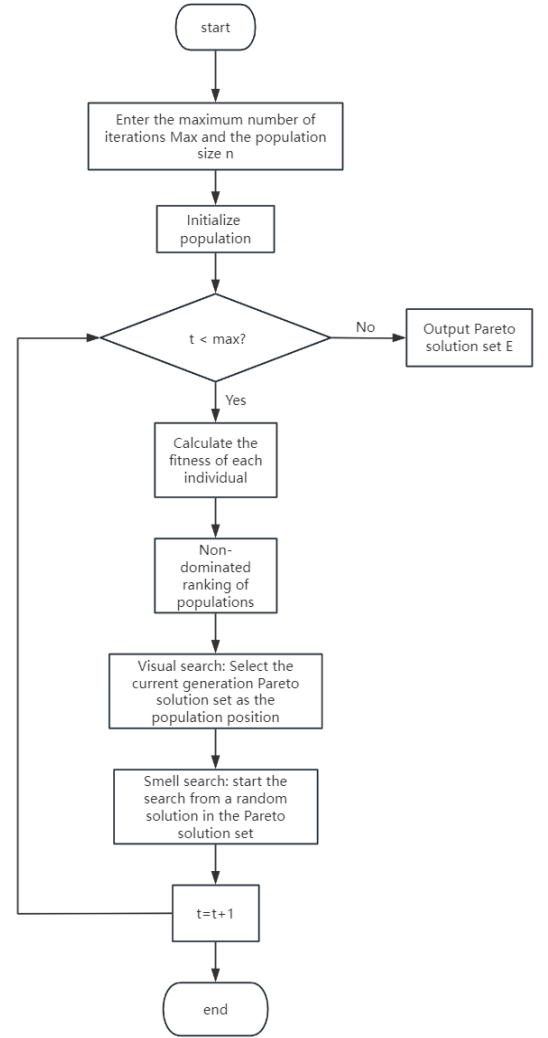 start
Enter the maximum number of
iterations Max and the population
size n
Initialize
population
t < max?
No
Output Pareto
solution set E
Yes
Calculate the
fitness of each
individual
Non-
dominated
ranking of
populations
Visual search: Select the
current generation Pareto
solution set as the
population position
Smell search: start the
search from a random
solution in the Pareto
solution set
t=t+1
end